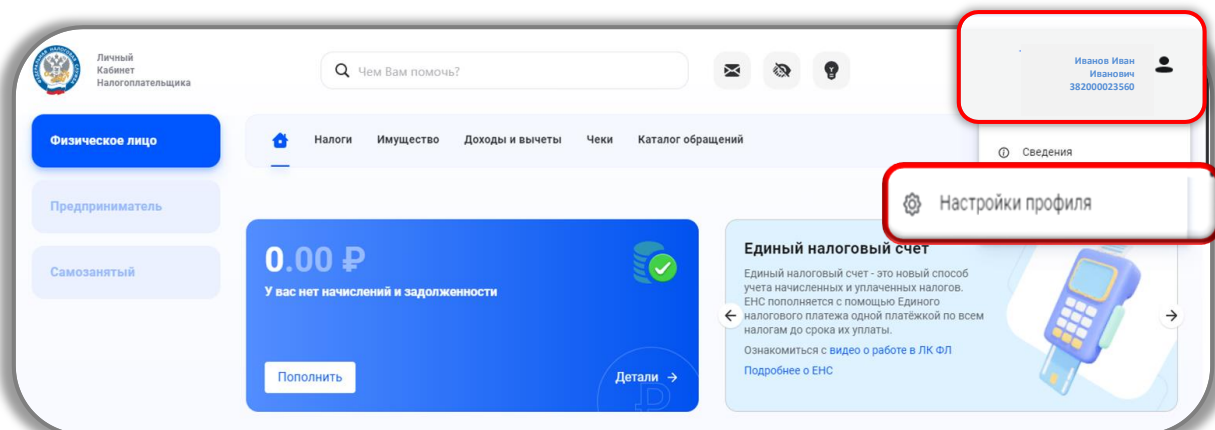 Личный
Кабинет
Налогоплательщика
Чем Вам помочь?
Иванов Иван
Иванович
382000023560
Физическое лицо
Предприниматель
Самозанятый
Налоги Имущество Доходы и вычеты Чеки Каталог обращений
Сведения
Настройки профиля
0.00 ₽
У вас нет начислений и задолженности
Пополнить
Детали →
Единый налоговый счет
Единый налоговый счет - это новый способ
учета начисленных и уплаченных налогов.
ЕНС пополняется с помощью Единого
налогового платежа одной платёжкой по всем
налогам до срока их уплаты.
Ознакомиться с видео о работе в ЛК ФЛ
Подробнее о ЕНС